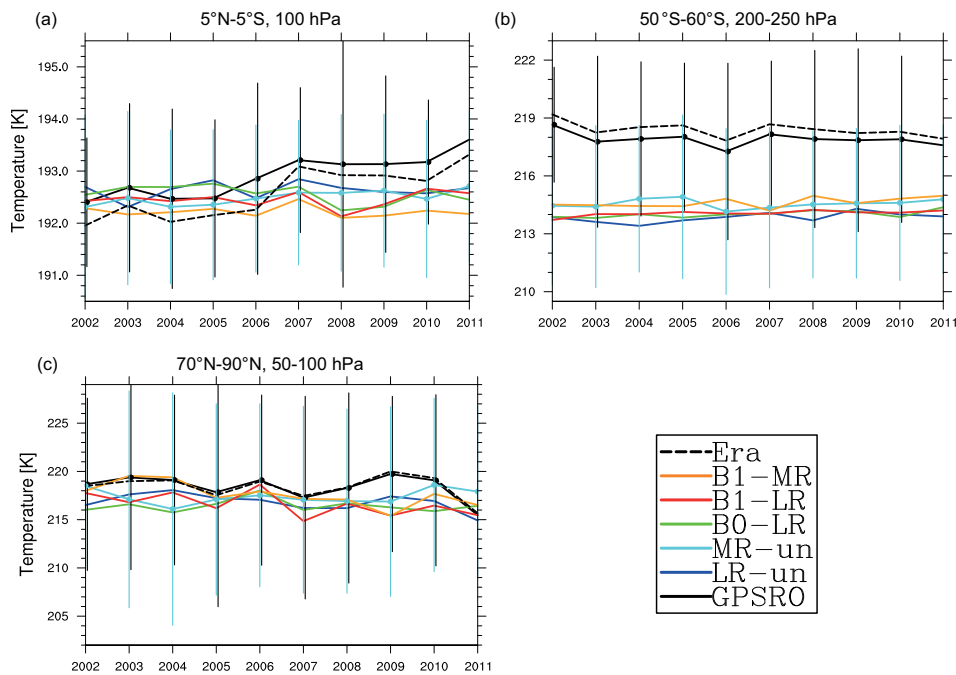 (a) 5°N-5°S, 100 hPa
Temperature [K]
195.0
194.0
193.0
192.0
191.0
2002 2003 2004 2005 2006 2007 2008 2009 2010 2011
(b) 50°S-60°S, 200-250 hPa
222
219
216
213
210
2002 2003 2004 2005 2006 2007 2008 2009 2010 2011
(c) 70°N-90°N, 50-100 hPa
Temperature [K]
225
220
215
210
205
2002 2003 2004 2005 2006 2007 2008 2009 2010 2011
Era
B1-MR
B1-LR
B0-LR
MR-un
LR-un
GPSRO